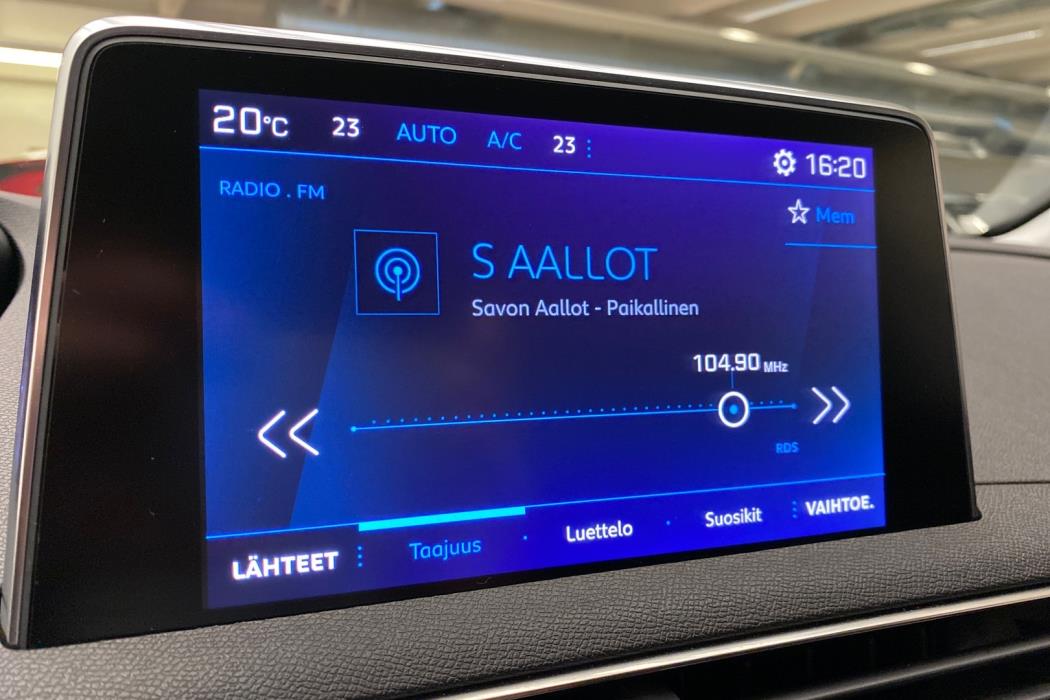 20°C 23 AUTO A/C 23 16:20
RADIO . FM
Mem
S AALLOT
Savon Aallot - Paikallinen
104.90 MHz
RDS
LÄHTEET Taajuus Luettelo Suosikit VAIHTOE.